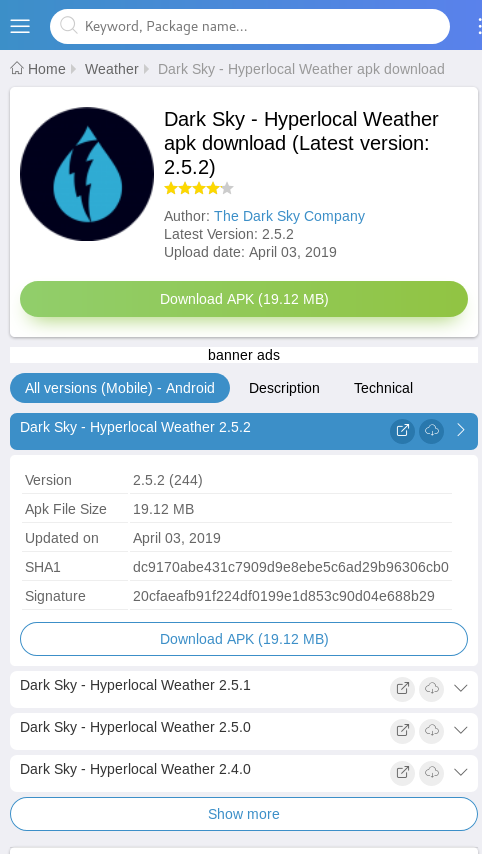 Keyword, Package name...
Home Weather Dark Sky - Hyperlocal Weather apk download
Dark Sky - Hyperlocal Weather
apk download (Latest version:
2.5.2)
Author: The Dark Sky Company
Latest Version: 2.5.2
Upload date: April 03, 2019
Download APK (19.12 MB)
banner ads
All versions (Mobile) - Android Description Technical
Dark Sky - Hyperlocal Weather 2.5.2
Version 2.5.2 (244)
Apk File Size 19.12 MB
Updated on April 03, 2019
SHA1 dc9170abe431c7909d9e8ebe5c6ad29b96306cb0
Signature 20cfaeafb91f224df0199e1d853c90d04e688b29
Download APK (19.12 MB)
Dark Sky - Hyperlocal Weather 2.5.1
Dark Sky - Hyperlocal Weather 2.5.0
Dark Sky - Hyperlocal Weather 2.4.0
Show more